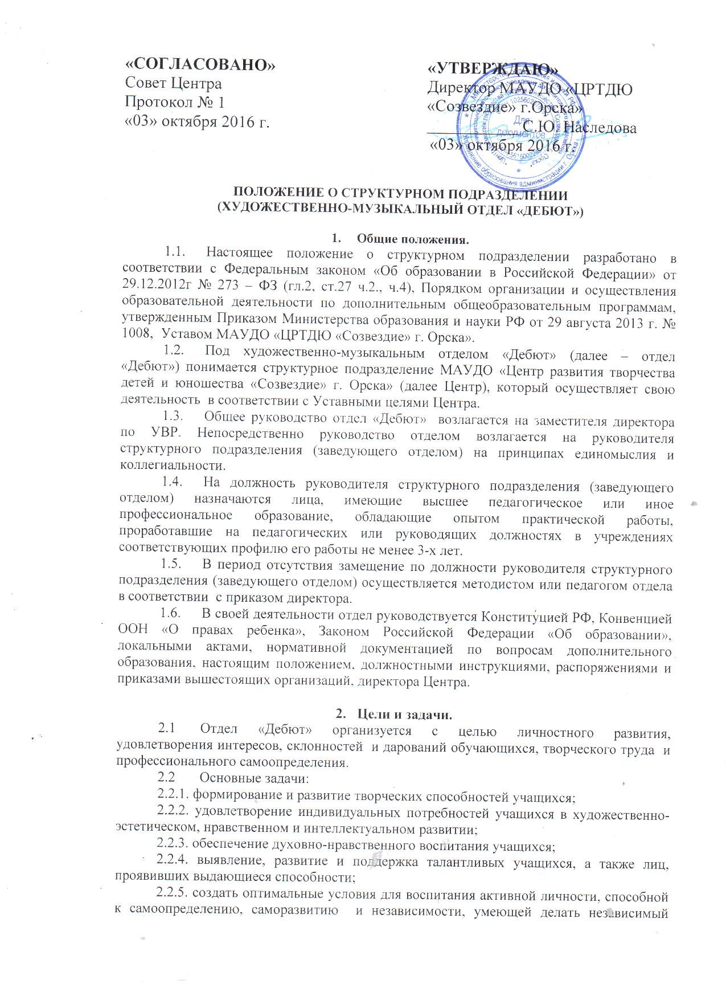 «СОГЛАСОВАНО»
Совет Центра
Протокол № 1
«03» октября 2016 г.
«УТВЕРЖДАЮ»
Директор МАУДО «ЦРТДЮ
«Созвездие» г.Орска»
____________С.Ю. Наследова
«03» октября 2016 г.
Для
ДОКУМЕНТОВ
Управление образования администрации г. Орска
ПОЛОЖЕНИЕ О СТРУКТУРНОМ ПОДРАЗДЕЛЕНИИ
(ХУДОЖЕСТВЕННО-МУЗЫКАЛЬНЫЙ ОТДЕЛ «ДЕБЮТ»)
1. Общие положения.
1.1. Настоящее положение о структурном подразделении разработано в
соответствии с Федеральным законом «Об образовании в Российской Федерации» от
29.12.2012г № 273 – ФЗ (гл.2, ст.27 ч.2., ч.4), Порядком организации и осуществления
образовательной деятельности по дополнительным общеобразовательным программам,
утвержденным Приказом Министерства образования и науки РФ от 29 августа 2013 г. №
1008, Уставом МАУДО «ЦРТДЮ «Созвездие» г. Орска».
1.2. Под художественно-музыкальным отделом «Дебют» (далее – отдел
«Дебют») понимается структурное подразделение МАУДО «Центр развития творчества
детей и юношества «Созвездие» г. Орска» (далее Центр), который осуществляет свою
деятельность в соответствии с Уставными целями Центра.
1.3. Общее руководство отдел «Дебют» возлагается на заместителя директора
по УВР. Непосредственно руководство отделом возлагается на руководителя
структурного подразделения (заведующего отделом) на принципах единомыслия и
коллегиальности.
1.4. На должность руководителя структурного подразделения (заведующего
отделом) назначаются лица, имеющие высшее педагогическое или иное
профессиональное образование, обладающие опытом практической работы,
проработавшие на педагогических или руководящих должностях в учреждениях
соответствующих профилю его работы не менее 3-х лет.
1.5. В период отсутствия замещение по должности руководителя структурного
подразделения (заведующего отделом) осуществляется методистом или педагогом отдела
в соответствии с приказом директора.
1.6. В своей деятельности отдел руководствуется Конституцией РФ, Конвенцией
ООН «О правах ребенка», Законом Российской Федерации «Об образовании»,
локальными актами, нормативной документацией по вопросам дополнительного
образования, настоящим положением, должностными инструкциями, распоряжениями и
приказами вышестоящих организаций, директора Центра.
2. Цели и задачи.
2.1 Отдел «Дебют» организуется с целью личностного развития,
удовлетворения интересов, склонностей и дарований обучающихся, творческого труда и
профессионального самоопределения.
2.2 Основные задачи:
2.2.1. формирование и развитие творческих способностей учащихся;
2.2.2. удовлетворение индивидуальных потребностей учащихся в художественно-
эстетическом, нравственном и интеллектуальном развитии;
2.2.3. обеспечение духовно-нравственного воспитания учащихся;
2.2.4. выявление, развитие и поддержка талантливых учащихся, а также лиц,
проявивших выдающиеся способности;
2.2.5. создать оптимальные условия для воспитания активной личности, способной
к самоопределению, саморазвитию и независимости, умеющей делать независимый